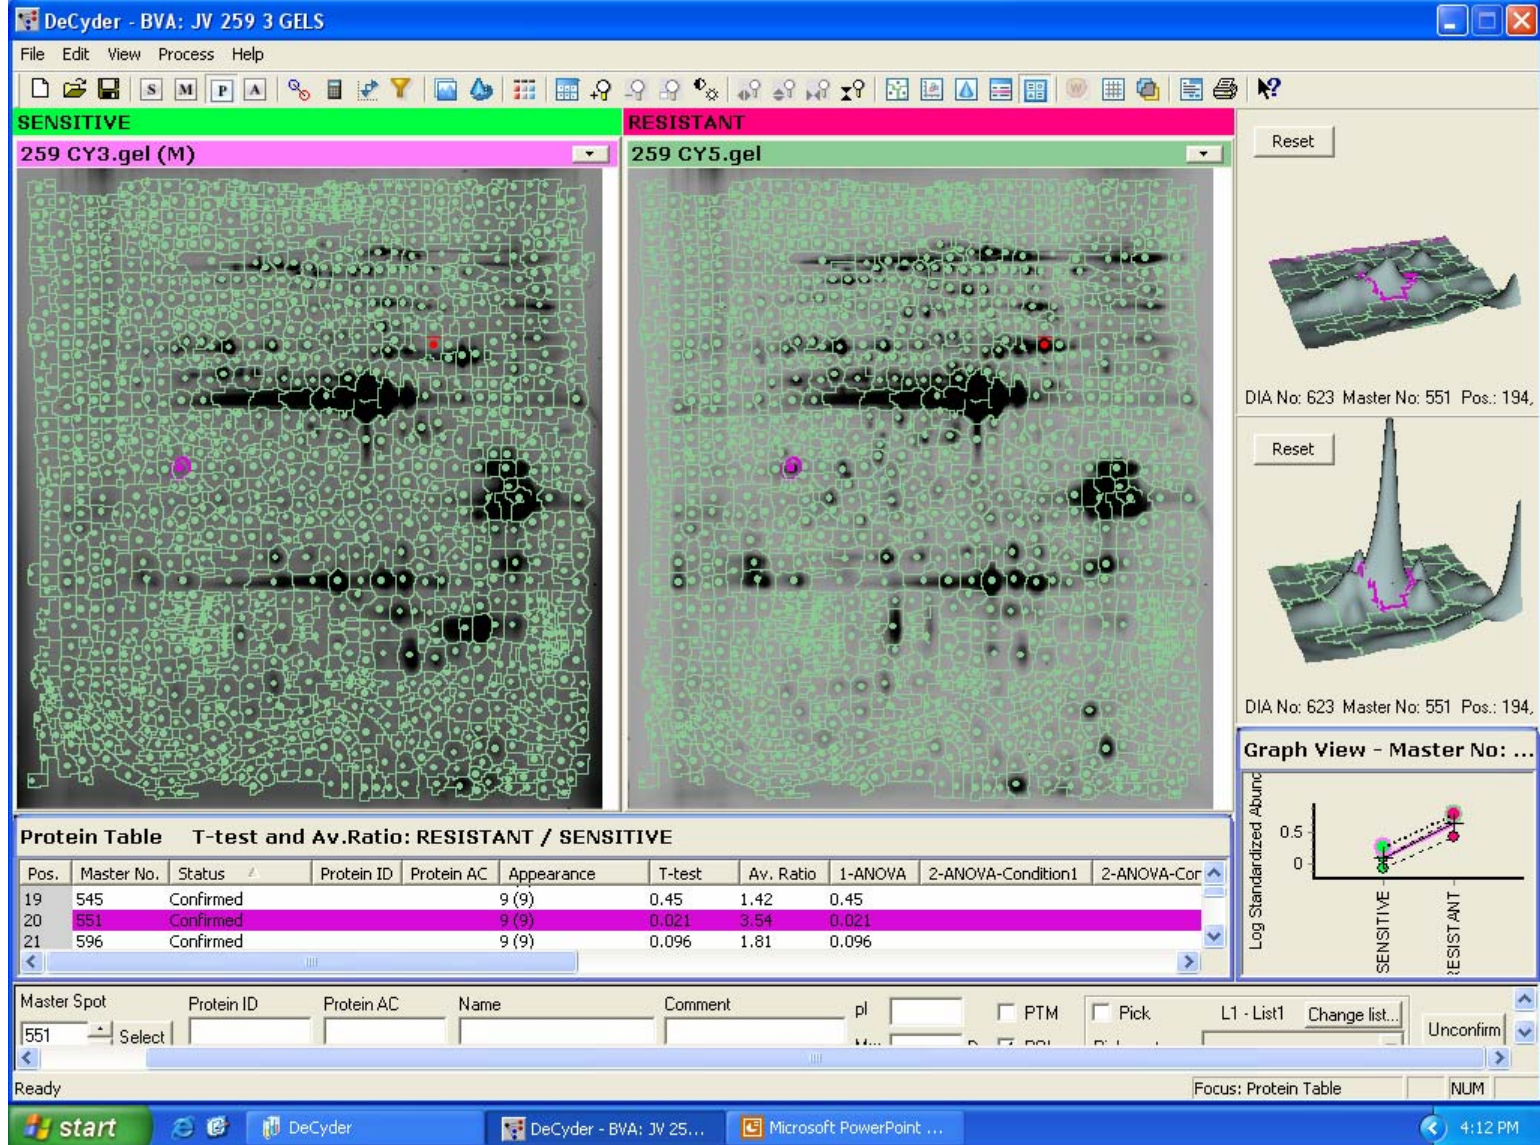 DeCyder - BVA: JV 259 3 GELS
File Edit View Process Help
S M P A
SENSITIVE
RESISTANT
259 CY3.gel (M)
259 CY5.gel
Reset
DIA No: 623 Master No: 551 Pos.: 194,
Reset
DIA No: 623 Master No: 551 Pos.: 194,
Graph View - Master No: ...
Log Standardized Abund
0.5
0
SENSITIVE
RESISTANT
Protein Table T-test and Av.Ratio: RESISTANT / SENSITIVE
Pos. Master No. Status Protein ID Protein AC Appearance T-test Av. Ratio 1-ANOVA 2-ANOVA-Condition1 2-ANOVA-Cor
19 545 Confirmed 9 (9) 0.45 1.42 0.45
20 551 Confirmed 9 (9) 0.021 3.54 0.021
21 596 Confirmed 9 (9) 0.096 1.81 0.096
Master Spot Protein ID Protein AC Name Comment pI PTM Pick L1 - List1 Change list...
551 Select Unconfirm
Ready Focus: Protein Table NUM
start DeCyder DeCyder - BVA: JV 25... Microsoft PowerPoint ... 4:12 PM